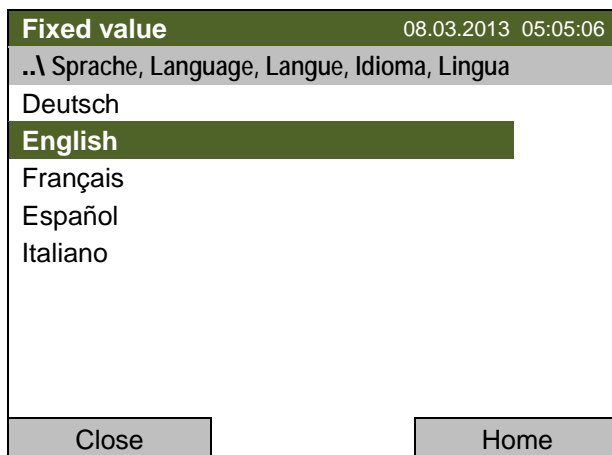 Fixed value 08.03.2013 05:05:06
..\ Sprache, Language, Langue, Idioma, Lingua
Deutsch
English
Français
Español
Italiano
Close Home